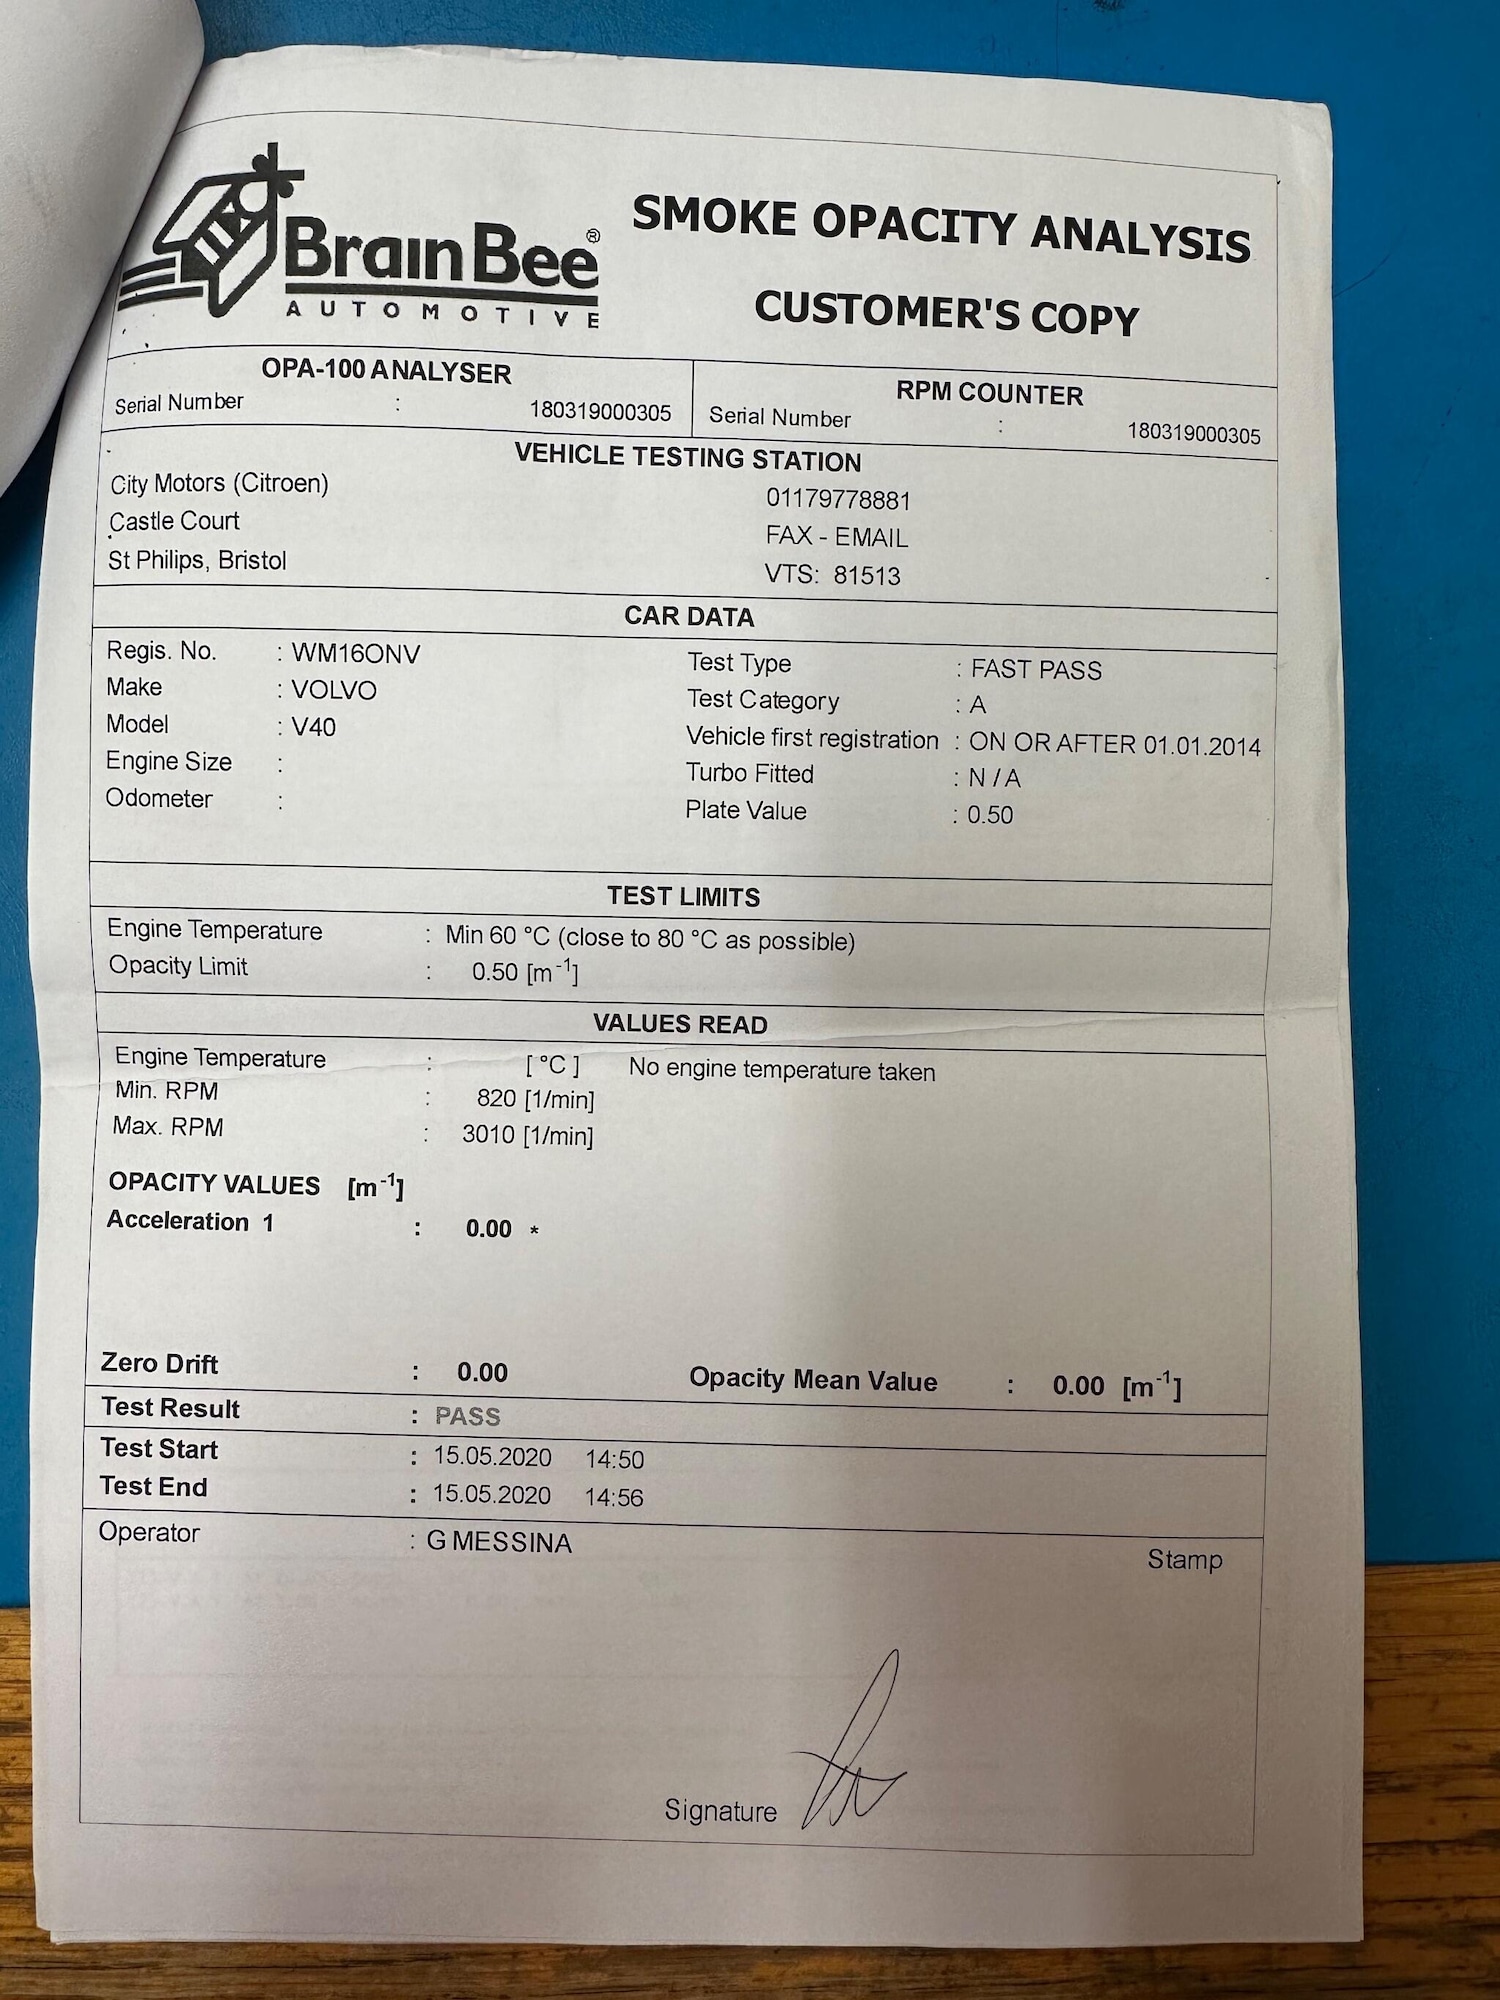 BrainBee®
AUTOMOTIVE
SMOKE OPACITY ANALYSIS
CUSTOMER'S COPY
OPA-100 ANALYSER
Serial Number : 180319000305
RPM COUNTER
Serial Number : 180319000305
VEHICLE TESTING STATION
City Motors (Citroen)
Castle Court
St Philips, Bristol
01179778881
FAX - EMAIL
VTS: 81513
CAR DATA
Regis. No. : WM16ONV
Make : VOLVO
Model : V40
Engine Size :
Odometer :
Test Type : FAST PASS
Test Category : A
Vehicle first registration : ON OR AFTER 01.01.2014
Turbo Fitted : N / A
Plate Value : 0.50
TEST LIMITS
Engine Temperature : Min 60 °C (close to 80 °C as possible)
Opacity Limit : 0.50 [m⁻¹]
VALUES READ
Engine Temperature : [ °C ] No engine temperature taken
Min. RPM : 820 [1/min]
Max. RPM : 3010 [1/min]
OPACITY VALUES [m⁻¹]
Acceleration 1 : 0.00 *
Zero Drift : 0.00 Opacity Mean Value : 0.00 [m⁻¹]
Test Result : PASS
Test Start : 15.05.2020 14:50
Test End : 15.05.2020 14:56
Operator : G MESSINA
Stamp
Signature